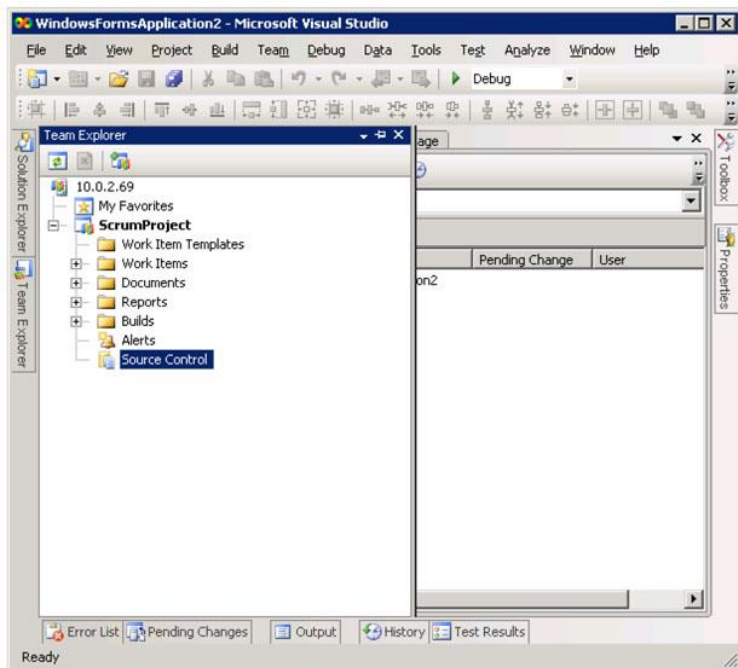 WindowsFormsApplication2 - Microsoft Visual Studio
File Edit View Project Build Team Debug Data Tools Test Analyze Window Help
Debug
Team Explorer
age
10.0.2.69
My Favorites
ScrumProject
Work Item Templates
Work Items
Documents
Reports
Builds
Alerts
Source Control
Pending Change User
on2
Solution Explorer
Team Explorer
Toolbox
Properties
Error List Pending Changes Output History Test Results
Ready